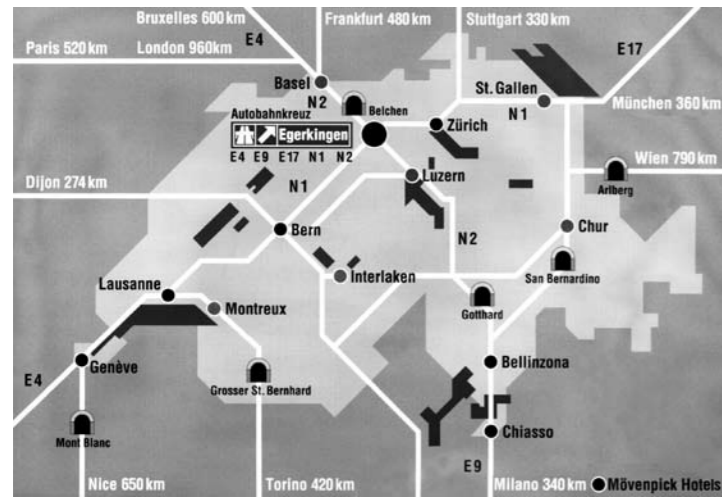 Bruxelles 600 km
Frankfurt 480 km
Stuttgart 330 km
E4
Paris 520 km
London 960 km
E17
Basel
St. Gallen
N2
Belchen
München 360 km
Autobahnkreuz
Zürich
N1
Egerkingen
E4 E9 E17 N1 N2
Wien 790 km
Dijon 274 km
Luzern
Arlberg
N1
Bern
N2
Chur
Lausanne
Interlaken
San Bernardino
Montreux
Gotthard
Genève
Bellinzona
E4
Grosser St. Bernhard
Mont Blanc
Chiasso
E9
Nice 650 km
Torino 420 km
Milano 340 km
Mövenpick Hotels